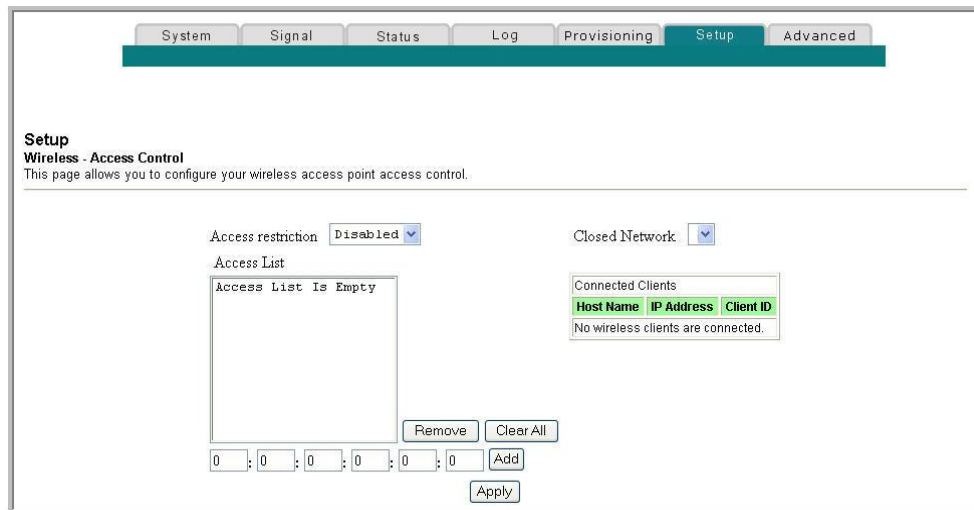 System Signal Status Log Provisioning Setup Advanced
Setup
Wireless - Access Control
This page allows you to configure your wireless access point access control.
Access restriction Disabled Closed Network
Access List
Access List Is Empty
Connected Clients
Host Name IP Address Client ID
No wireless clients are connected.
Remove Clear All
0 : 0 : 0 : 0 : 0 : 0 Add
Apply